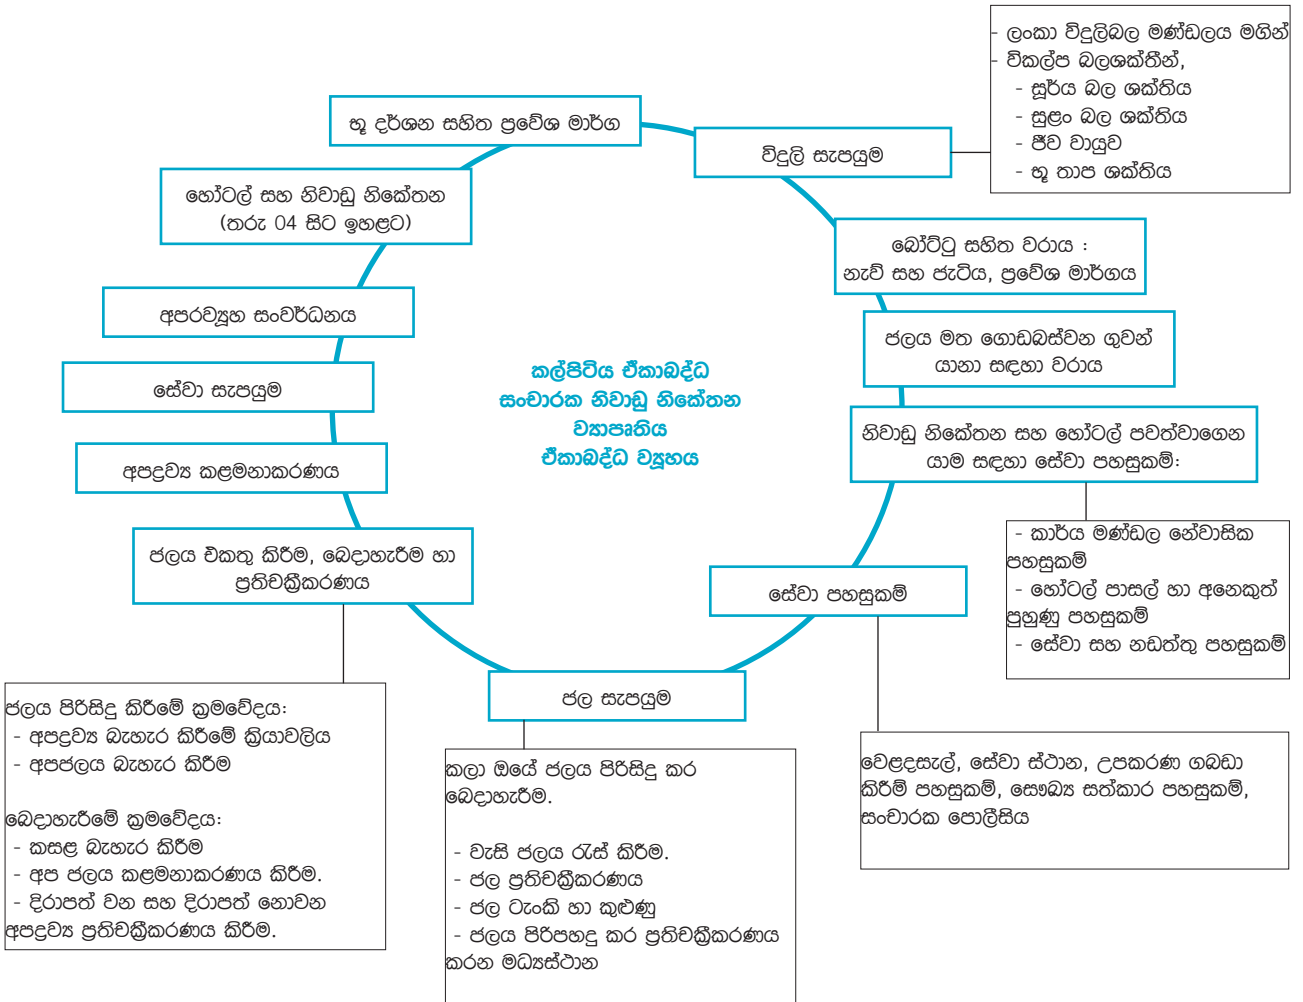 - ලංකා විදුලිබල මණ්ඩලය මගින්
- විකල්ප බලශක්තීන්,
- සූර්ය බල ශක්තිය
- සුළං බල ශක්තිය
- ජීව වායුව
- භූ තාප ශක්තිය
භූ දර්ශන සහිත ප්‍රවේශ මාර්ග
විදුලි සැපයුම
හෝටල් සහ නිවාඩු නිකේතන
(තරු 04 සිට ඉහළට)
බෝට්ටු සහිත වරාය :
නැව් සහ ජැටිය, ප්‍රවේශ මාර්ගය
අපරව්‍යූහ සංවර්ධනය
ජලය මත ගොඩබස්වන ගුවන්
යානා සඳහා වරාය
සේවා සැපයුම
කල්පිටිය ඒකාබද්ධ
සංචාරක නිවාඩු නිකේතන
ව්‍යාපෘතිය
ඒකාබද්ධ ව්‍යූහය
නිවාඩු නිකේතන සහ හෝටල් පවත්වාගෙන
යාම සඳහා සේවා පහසුකම්:
අපද්‍රව්‍ය කළමනාකරණය
- කාර්ය මණ්ඩල නේවාසික
පහසුකම්
- හෝටල් පාසල් හා අනෙකුත්
පුහුණු පහසුකම්
- සේවා සහ නඩත්තු පහසුකම්
ජලය එකතු කිරීම, බෙදාහැරීම හා
ප්‍රතිචක්‍රීකරණය
සේවා පහසුකම්
ජල සැපයුම
ජලය පිරිසිදු කිරීමේ ක්‍රමවේදය:
- අපද්‍රව්‍ය බැහැර කිරීමේ ක්‍රියාවලිය
- අපජලය බැහැර කිරීම
බෙදාහැරීමේ ක්‍රමවේදය:
- කසළ බැහැර කිරීම
- අප ජලය කළමනාකරණය කිරීම.
- දිරාපත් වන සහ දිරාපත් නොවන
අපද්‍රව්‍ය ප්‍රතිචක්‍රීකරණය කිරීම.
කලා ඔයේ ජලය පිරිසිදු කර
බෙදාහැරීම.
- වැසි ජලය රැස් කිරීම.
- ජල ප්‍රතිචක්‍රීකරණය
- ජල ටැංකි හා කුළුණු
- ජලය පිරිපහදු කර ප්‍රතිචක්‍රීකරණය
කරන මධ්‍යස්ථාන
වෙළදසැල්, සේවා ස්ථාන, උපකරණ ගබඩා
කිරීම් පහසුකම්, සෞඛ්‍ය සත්කාර පහසුකම්,
සංචාරක පොලීසිය